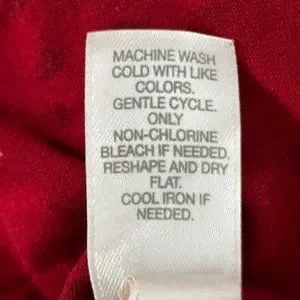 MACHINE WASH
COLD WITH LIKE
COLORS.
GENTLE CYCLE.
ONLY
NON-CHLORINE
BLEACH IF NEEDED.
RESHAPE AND DRY
FLAT.
COOL IRON IF
NEEDED.